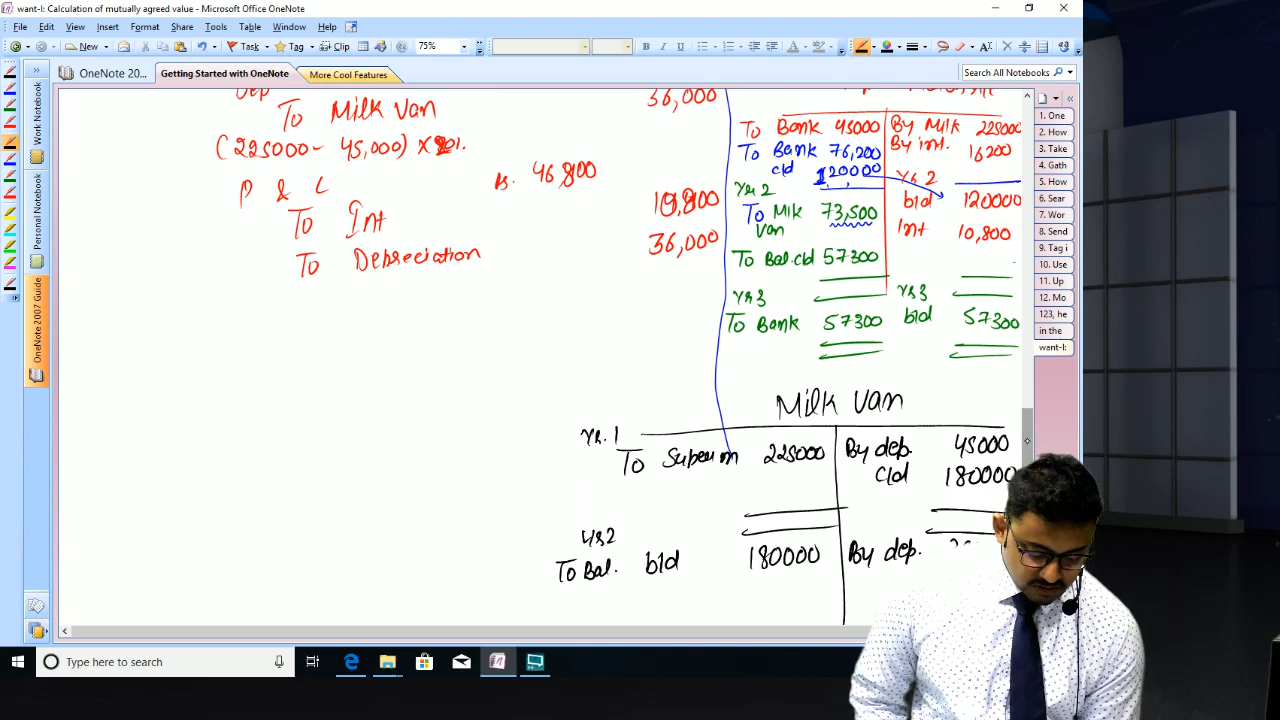 want-l: Calculation of mutually agreed value - Microsoft Office OneNote
File Edit View Insert Format Share Tools Table Window Help
New Task Tag Clip 75%
OneNote 20... Getting Started with OneNote More Cool Features Search All Notebooks
Work Notebook
Personal Notebook
OneNote 2007 Guide
1. One
2. How
3. Take
4. Gath
5. How
6. Sear
7. Wor
8. Send
9. Tag i
10. Use
11. Up
12. Mo
123, he
in the
want-l:
Dep
To Milk Van 36,000
(225000 - 45,000) X 20%.
P & L
To Int 10,800
To Depreciation 36,000
To Bank 45000 By Milk 225000
To Bank 76,200 By int. 16200
c/d 120000
yr 2 yr 2
b/d 120000
To Milk Van 73,500 Int 10,800
To Bal. c/d 57300
yr 3 yr 3
To Bank 57300 b/d 57300
Milk Van
yr. 1
To Superm 225000 By dep. 45000
c/d 180000
yr 2
To Bal. b/d 180000 By dep.
Type here to search